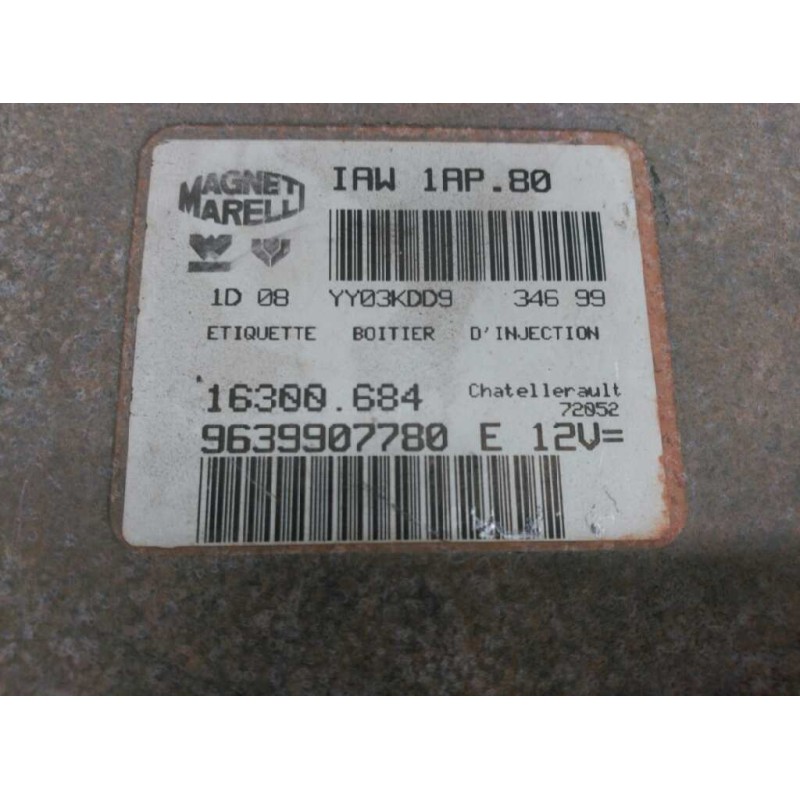 MAGNETI
MARELLI
IAW 1AP.80
1D 08 YY03KDD9 346 99
ETIQUETTE BOITIER D'INJECTION
16300.684 Chatellerault
72052
9639907780 E 12V=